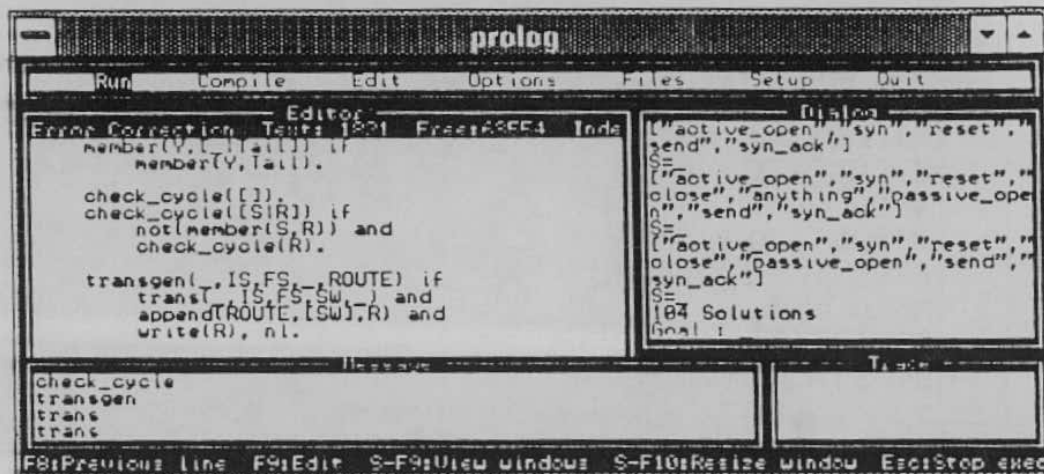 prolog
Run Compile Edit Options Files Setup Quit
Editor
Error Correction Text: 1821 Free:63554 Inde
member(Y,[_|Tail]) if
member(Y,Tail).
check_cycle([]).
check_cycle([S|R]) if
not(member(S,R)) and
check_cycle(R).
transgen(_,IS,FS,_,ROUTE) if
trans(_,IS,FS,SW,_) and
append(ROUTE,[SW],R) and
write(R), nl.
Dialog
["active_open","syn","reset","
send","syn_ack"]
S=_
["active_open","syn","reset","
close","anything","passive_ope
n","send","syn_ack"]
S=_
["active_open","syn","reset","
close","passive_open","send","
syn_ack"]
S=_
104 Solutions
Goal :
Message
check_cycle
transgen
trans
trans
Trace
F8:Previous line F9:Edit S-F9:View windows S-F10:Resize window Esc:Stop exec